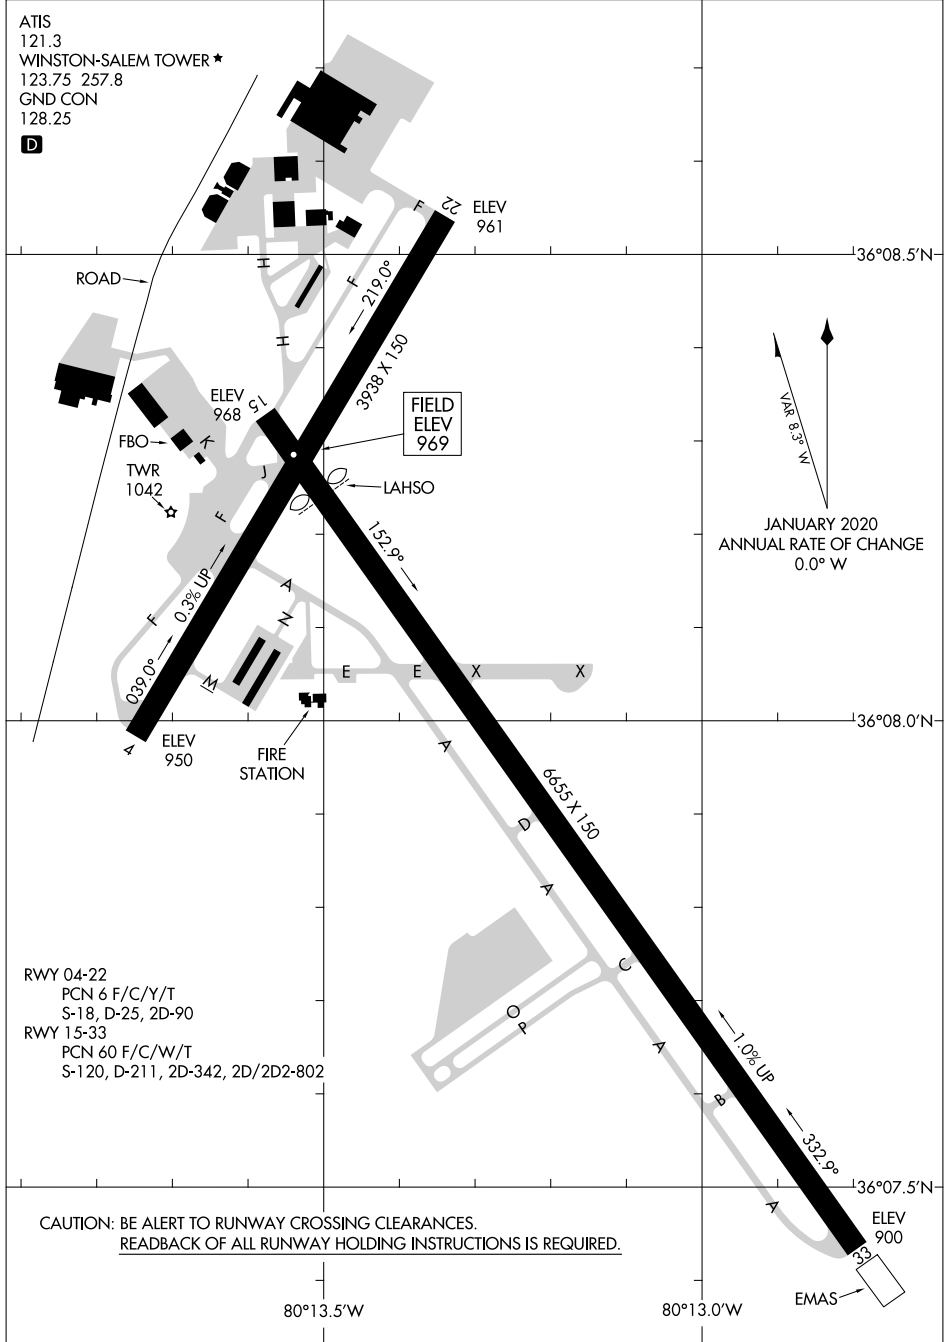 ATIS
121.3
WINSTON-SALEM TOWER★
123.75 257.8
GND CON
128.25
D
F
22
ELEV
961
36°08.5'N
H
ROAD
F
219.0°
H
3938 X 150
ELEV
968
15
FIELD
ELEV
969
VAR 8.3° W
FBO
K
TWR
1042
J
LAHSO
F
JANUARY 2020
ANNUAL RATE OF CHANGE
0.0° W
152.9°
0.3% UP
A
N
F
039.0°
M
E
E
X
X
36°08.0'N
4
ELEV
950
FIRE
STATION
A
6655 X 150
D
A
C
RWY 04-22
PCN 6 F/C/Y/T
S-18, D-25, 2D-90
RWY 15-33
PCN 60 F/C/W/T
S-120, D-211, 2D-342, 2D/2D2-802
O
P
A
1.0% UP
B
332.9°
36°07.5'N
A
CAUTION: BE ALERT TO RUNWAY CROSSING CLEARANCES.
READBACK OF ALL RUNWAY HOLDING INSTRUCTIONS IS REQUIRED.
ELEV
900
33
EMAS
80°13.5'W
80°13.0'W